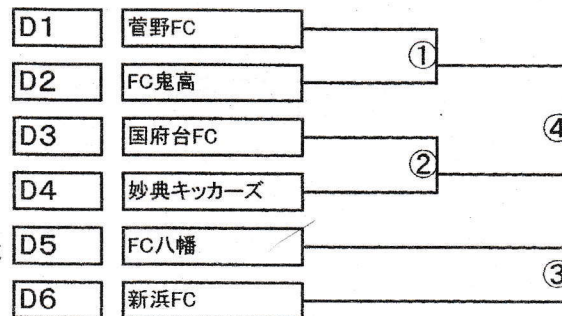 D1 菅野FC
①
D2 FC鬼高
④
D3 国府台FC
②
D4 妙典キッカーズ
D5 FC八幡
③
D6 新浜FC